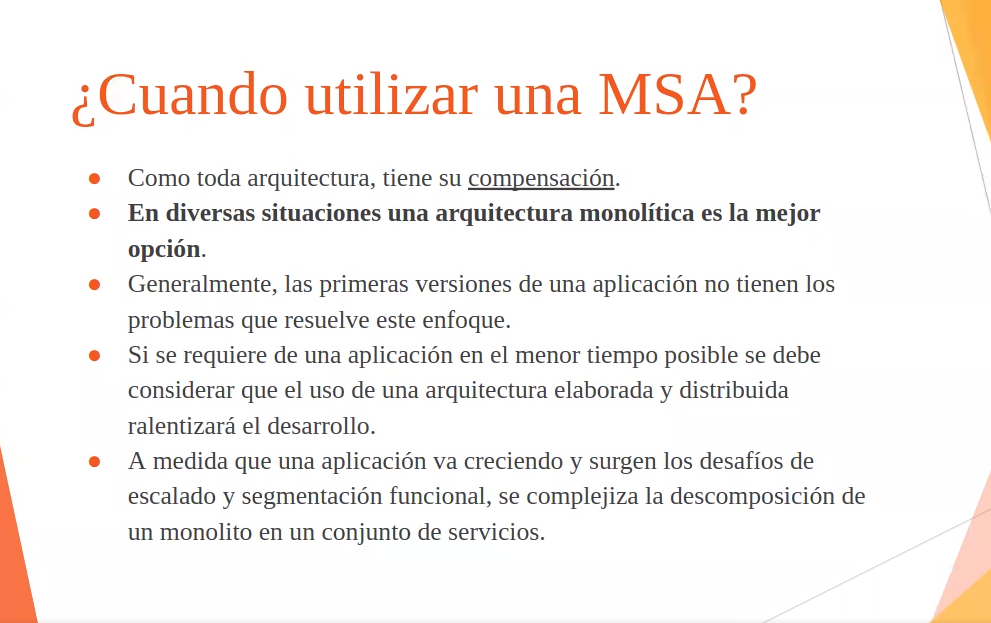 ¿Cuando utilizar una MSA?
Como toda arquitectura, tiene su compensación.
En diversas situaciones una arquitectura monolítica es la mejor
opción.
Generalmente, las primeras versiones de una aplicación no tienen los
problemas que resuelve este enfoque.
Si se requiere de una aplicación en el menor tiempo posible se debe
considerar que el uso de una arquitectura elaborada y distribuida
ralentizará el desarrollo.
A medida que una aplicación va creciendo y surgen los desafíos de
escalado y segmentación funcional, se complejiza la descomposición de
un monolito en un conjunto de servicios.